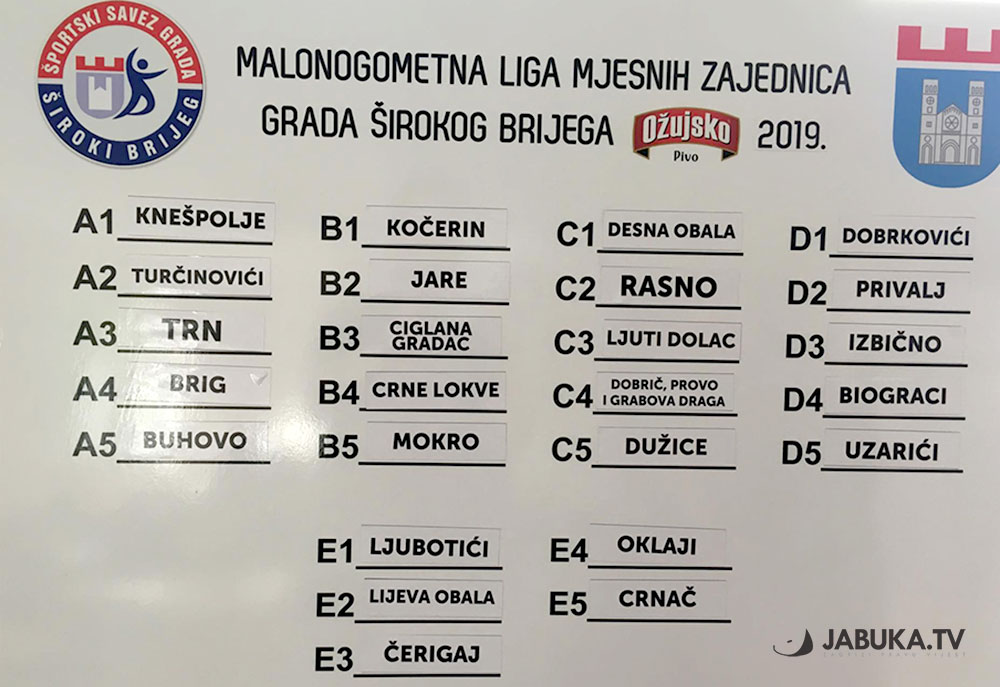 ŠPORTSKI SAVEZ GRADA
ŠIROKI BRIJEG
MALONOGOMETNA LIGA MJESNIH ZAJEDNICA
GRADA ŠIROKOG BRIJEGA Ožujsko Pivo 2019.
A1 KNEŠPOLJE
A2 TURČINOVIĆI
A3 TRN
A4 BRIG
A5 BUHOVO
B1 KOČERIN
B2 JARE
B3 CIGLANA
GRADAC
B4 CRNE LOKVE
B5 MOKRO
C1 DESNA OBALA
C2 RASNO
C3 LJUTI DOLAC
C4 DOBRIČ, PROVO
I GRABOVA DRAGA
C5 DUŽICE
D1 DOBRKOVIĆI
D2 PRIVALJ
D3 IZBIČNO
D4 BIOGRACI
D5 UZARIĆI
E1 LJUBOTIĆI
E2 LIJEVA OBALA
E3 ČERIGAJ
E4 OKLAJI
E5 CRNAČ
JABUKA.TV